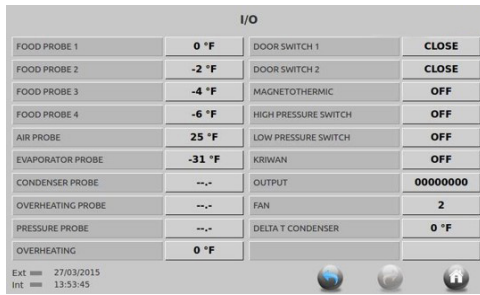 I/O
FOOD PROBE 1 0 °F DOOR SWITCH 1 CLOSE
FOOD PROBE 2 -2 °F DOOR SWITCH 2 CLOSE
FOOD PROBE 3 -4 °F MAGNETOTHERMIC OFF
FOOD PROBE 4 -6 °F HIGH PRESSURE SWITCH OFF
AIR PROBE 25 °F LOW PRESSURE SWITCH OFF
EVAPORATOR PROBE -31 °F KRIWAN OFF
CONDENSER PROBE --.- OUTPUT 00000000
OVERHEATING PROBE --.- FAN 2
PRESSURE PROBE --.- DELTA T CONDENSER 0 °F
OVERHEATING 0 °F
Ext 27/03/2015
Int 13:53:45